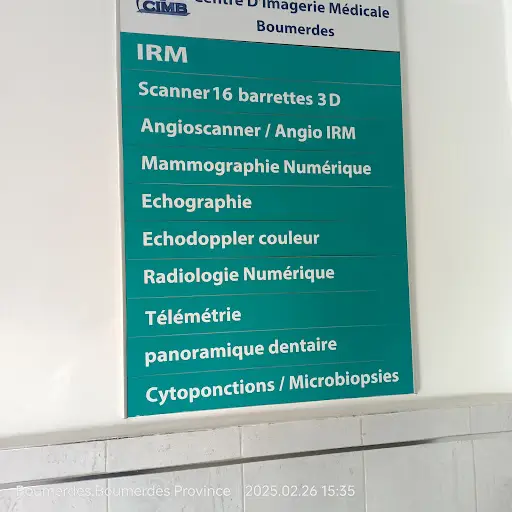 CIMB
Centre D'Imagerie Médicale
Boumerdes
IRM
Scanner 16 barrettes 3D
Angioscanner / Angio IRM
Mammographie Numérique
Echographie
Echodoppler couleur
Radiologie Numérique
Télémétrie
panoramique dentaire
Cytoponctions / Microbiopsies
Boumerdes,Boumerdes Province 2025.02.26 15:35